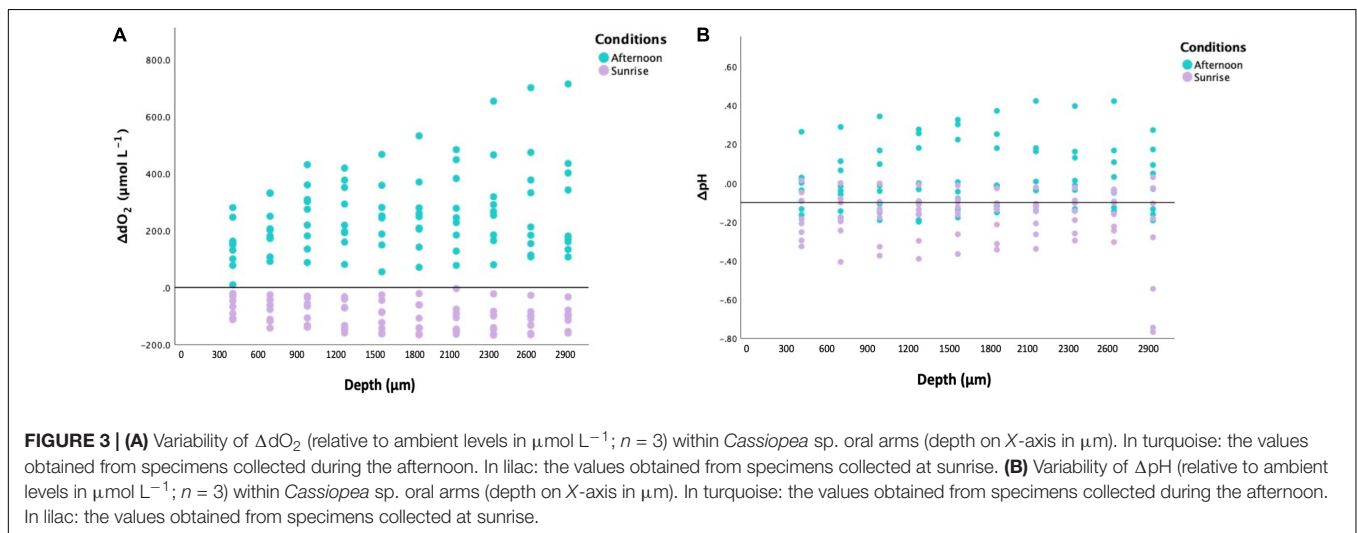 A
Conditions
Afternoon
Sunrise
ΔdO₂ (μmol L⁻¹)
800.0
600.0
400.0
200.0
.0
-200.0
0 300 600 900 1200 1500 1800 2100 2300 2600 2900
Depth (μm)
B
Conditions
Afternoon
Sunrise
ΔpH
.60
.40
.20
.00
-.20
-.40
-.60
-.80
0 300 600 900 1200 1500 1800 2100 2300 2600 2900
Depth (μm)
FIGURE 3 | (A) Variability of ΔdO₂ (relative to ambient levels in μmol L⁻¹; n = 3) within Cassiopea sp. oral arms (depth on X-axis in μm). In turquoise: the values
obtained from specimens collected during the afternoon. In lilac: the values obtained from specimens collected at sunrise. (B) Variability of ΔpH (relative to ambient
levels in μmol L⁻¹; n = 3) within Cassiopea sp. oral arms (depth on X-axis in μm). In turquoise: the values obtained from specimens collected during the afternoon.
In lilac: the values obtained from specimens collected at sunrise.